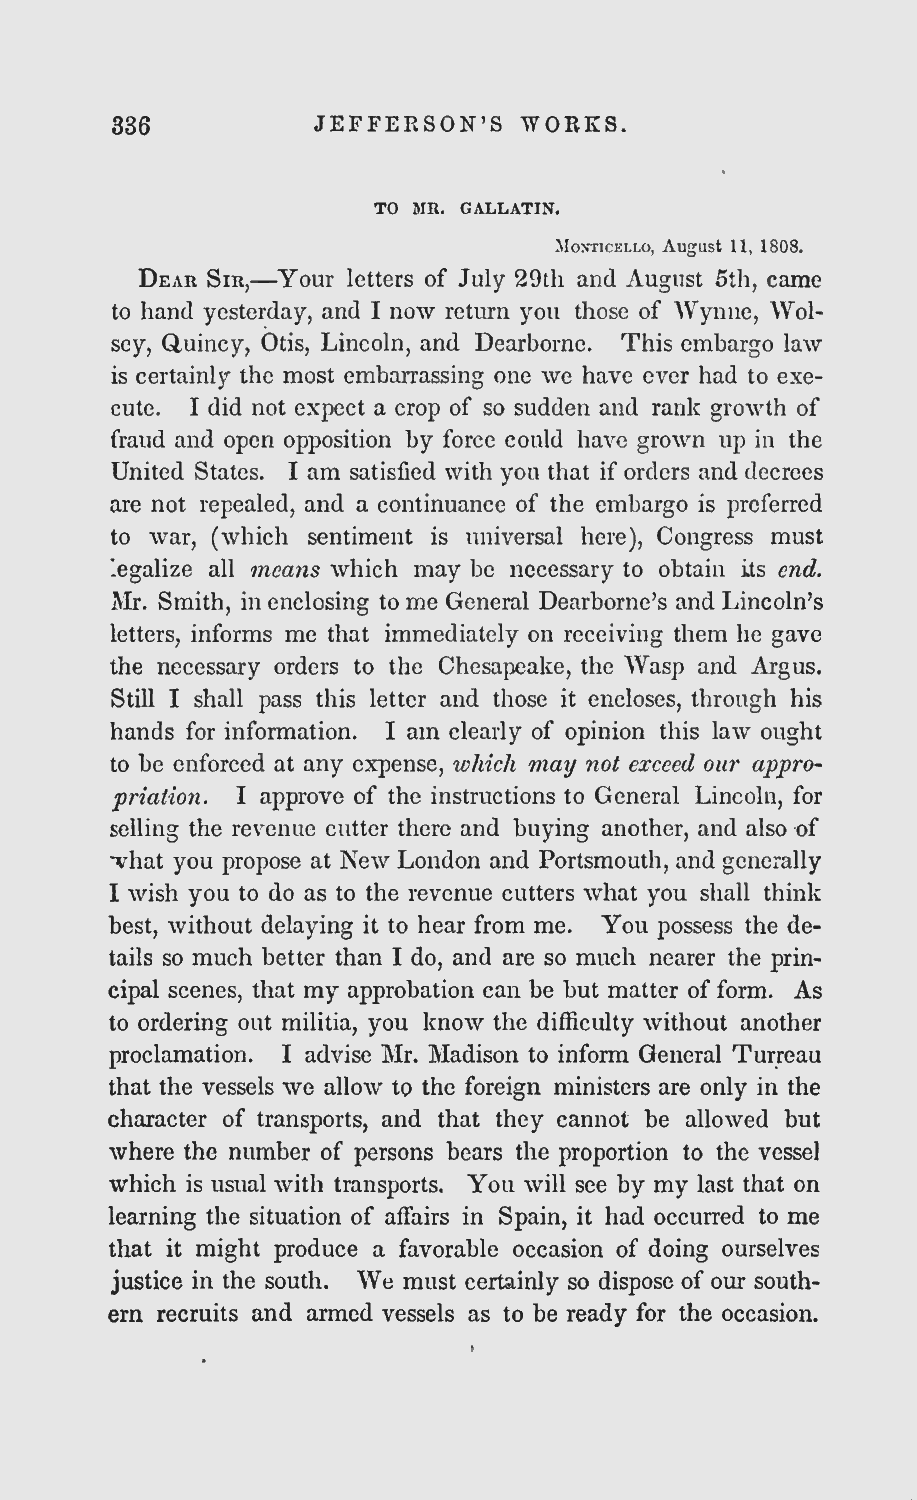 336 JEFFERSON'S WORKS.
TO MR. GALLATIN.
MONTICELLO, August 11, 1808.
DEAR SIR,—Your letters of July 29th and August 5th, came
to hand yesterday, and I now return you those of Wynne, Wol-
sey, Quincy, Otis, Lincoln, and Dearborne. This embargo law
is certainly the most embarrassing one we have ever had to exe-
cute. I did not expect a crop of so sudden and rank growth of
fraud and open opposition by force could have grown up in the
United States. I am satisfied with you that if orders and decrees
are not repealed, and a continuance of the embargo is preferred
to war, (which sentiment is universal here), Congress must
legalize all means which may be necessary to obtain its end.
Mr. Smith, in enclosing to me General Dearborne's and Lincoln's
letters, informs me that immediately on receiving them he gave
the necessary orders to the Chesapeake, the Wasp and Argus.
Still I shall pass this letter and those it encloses, through his
hands for information. I am clearly of opinion this law ought
to be enforced at any expense, which may not exceed our appro-
priation. I approve of the instructions to General Lincoln, for
selling the revenue cutter there and buying another, and also of
what you propose at New London and Portsmouth, and generally
I wish you to do as to the revenue cutters what you shall think
best, without delaying it to hear from me. You possess the de-
tails so much better than I do, and are so much nearer the prin-
cipal scenes, that my approbation can be but matter of form. As
to ordering out militia, you know the difficulty without another
proclamation. I advise Mr. Madison to inform General Turreau
that the vessels we allow to the foreign ministers are only in the
character of transports, and that they cannot be allowed but
where the number of persons bears the proportion to the vessel
which is usual with transports. You will see by my last that on
learning the situation of affairs in Spain, it had occurred to me
that it might produce a favorable occasion of doing ourselves
justice in the south. We must certainly so dispose of our south-
ern recruits and armed vessels as to be ready for the occasion.